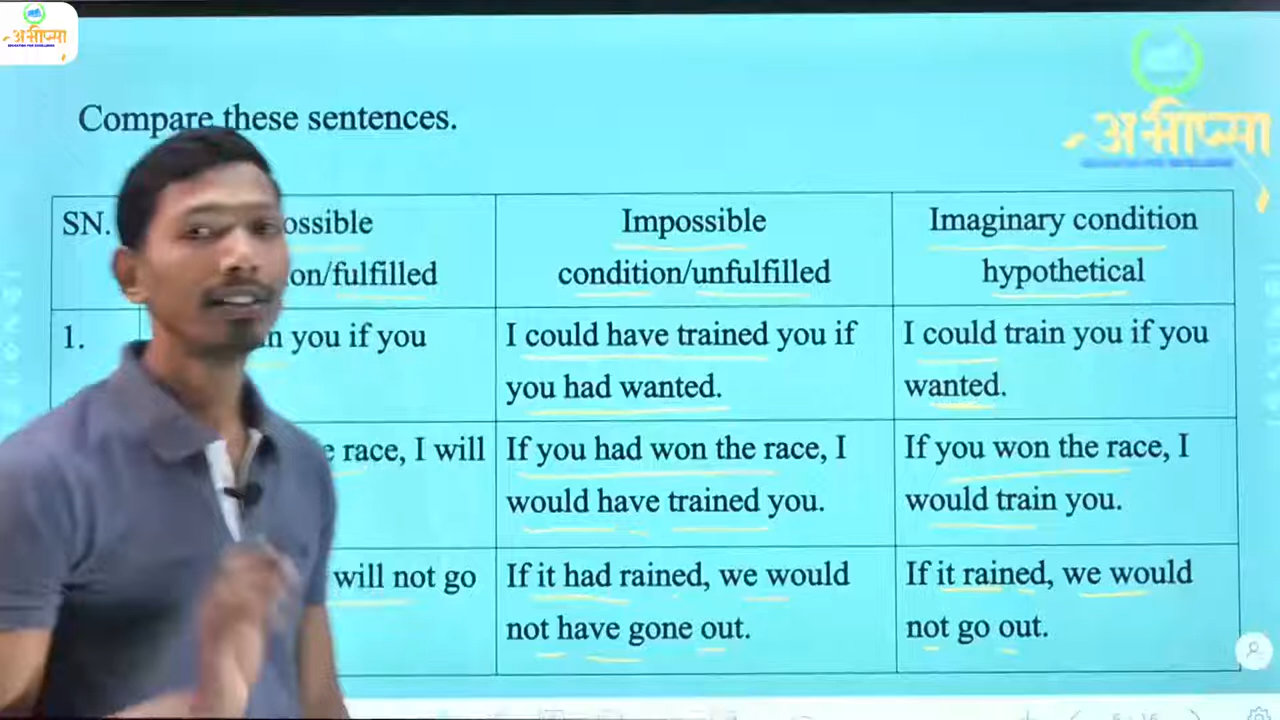 अभीप्सा
EDUCATION FOR EXCELLENCE
अभीप्सा
Compare these sentences.
SN.
Impossible
condition/unfulfilled
Imaginary condition
hypothetical
ossible
on/fulfilled
1.
n you if you
I could have trained you if
you had wanted.
I could train you if you
wanted.
e race, I will
If you had won the race, I
would have trained you.
If you won the race, I
would train you.
will not go
If it had rained, we would
not have gone out.
If it rained, we would
not go out.